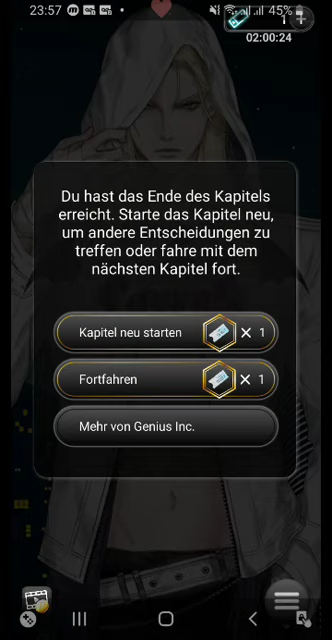 23:57
45%
1
02:00:24
Du hast das Ende des Kapitels
erreicht. Starte das Kapitel neu,
um andere Entscheidungen zu
treffen oder fahre mit dem
nächsten Kapitel fort.
Kapitel neu starten × 1
Fortfahren × 1
Mehr von Genius Inc.